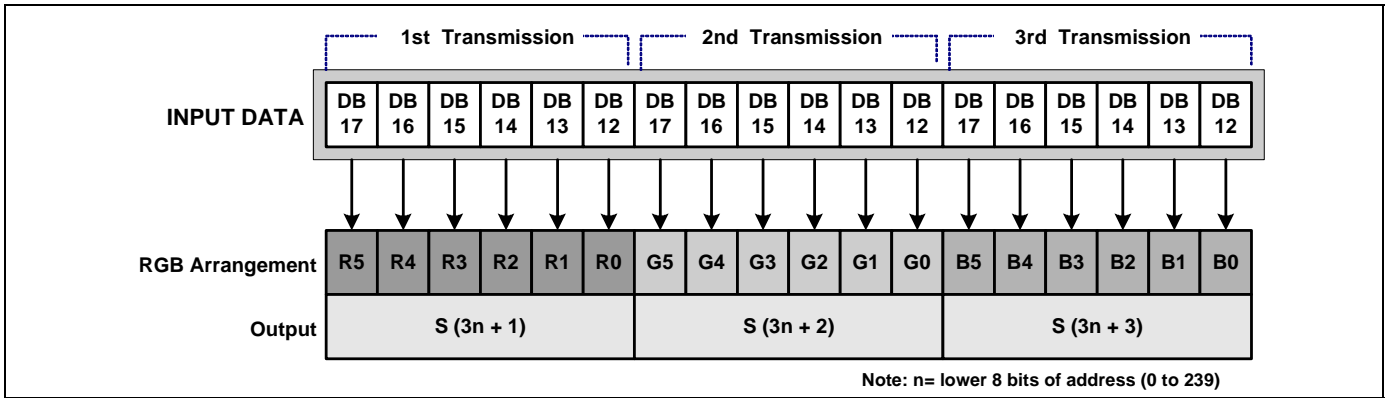 1st Transmission 2nd Transmission 3rd Transmission
INPUT DATA DB 17 DB 16 DB 15 DB 14 DB 13 DB 12 DB 17 DB 16 DB 15 DB 14 DB 13 DB 12 DB 17 DB 16 DB 15 DB 14 DB 13 DB 12
RGB Arrangement R5 R4 R3 R2 R1 R0 G5 G4 G3 G2 G1 G0 B5 B4 B3 B2 B1 B0
Output S (3n + 1) S (3n + 2) S (3n + 3)
Note: n= lower 8 bits of address (0 to 239)